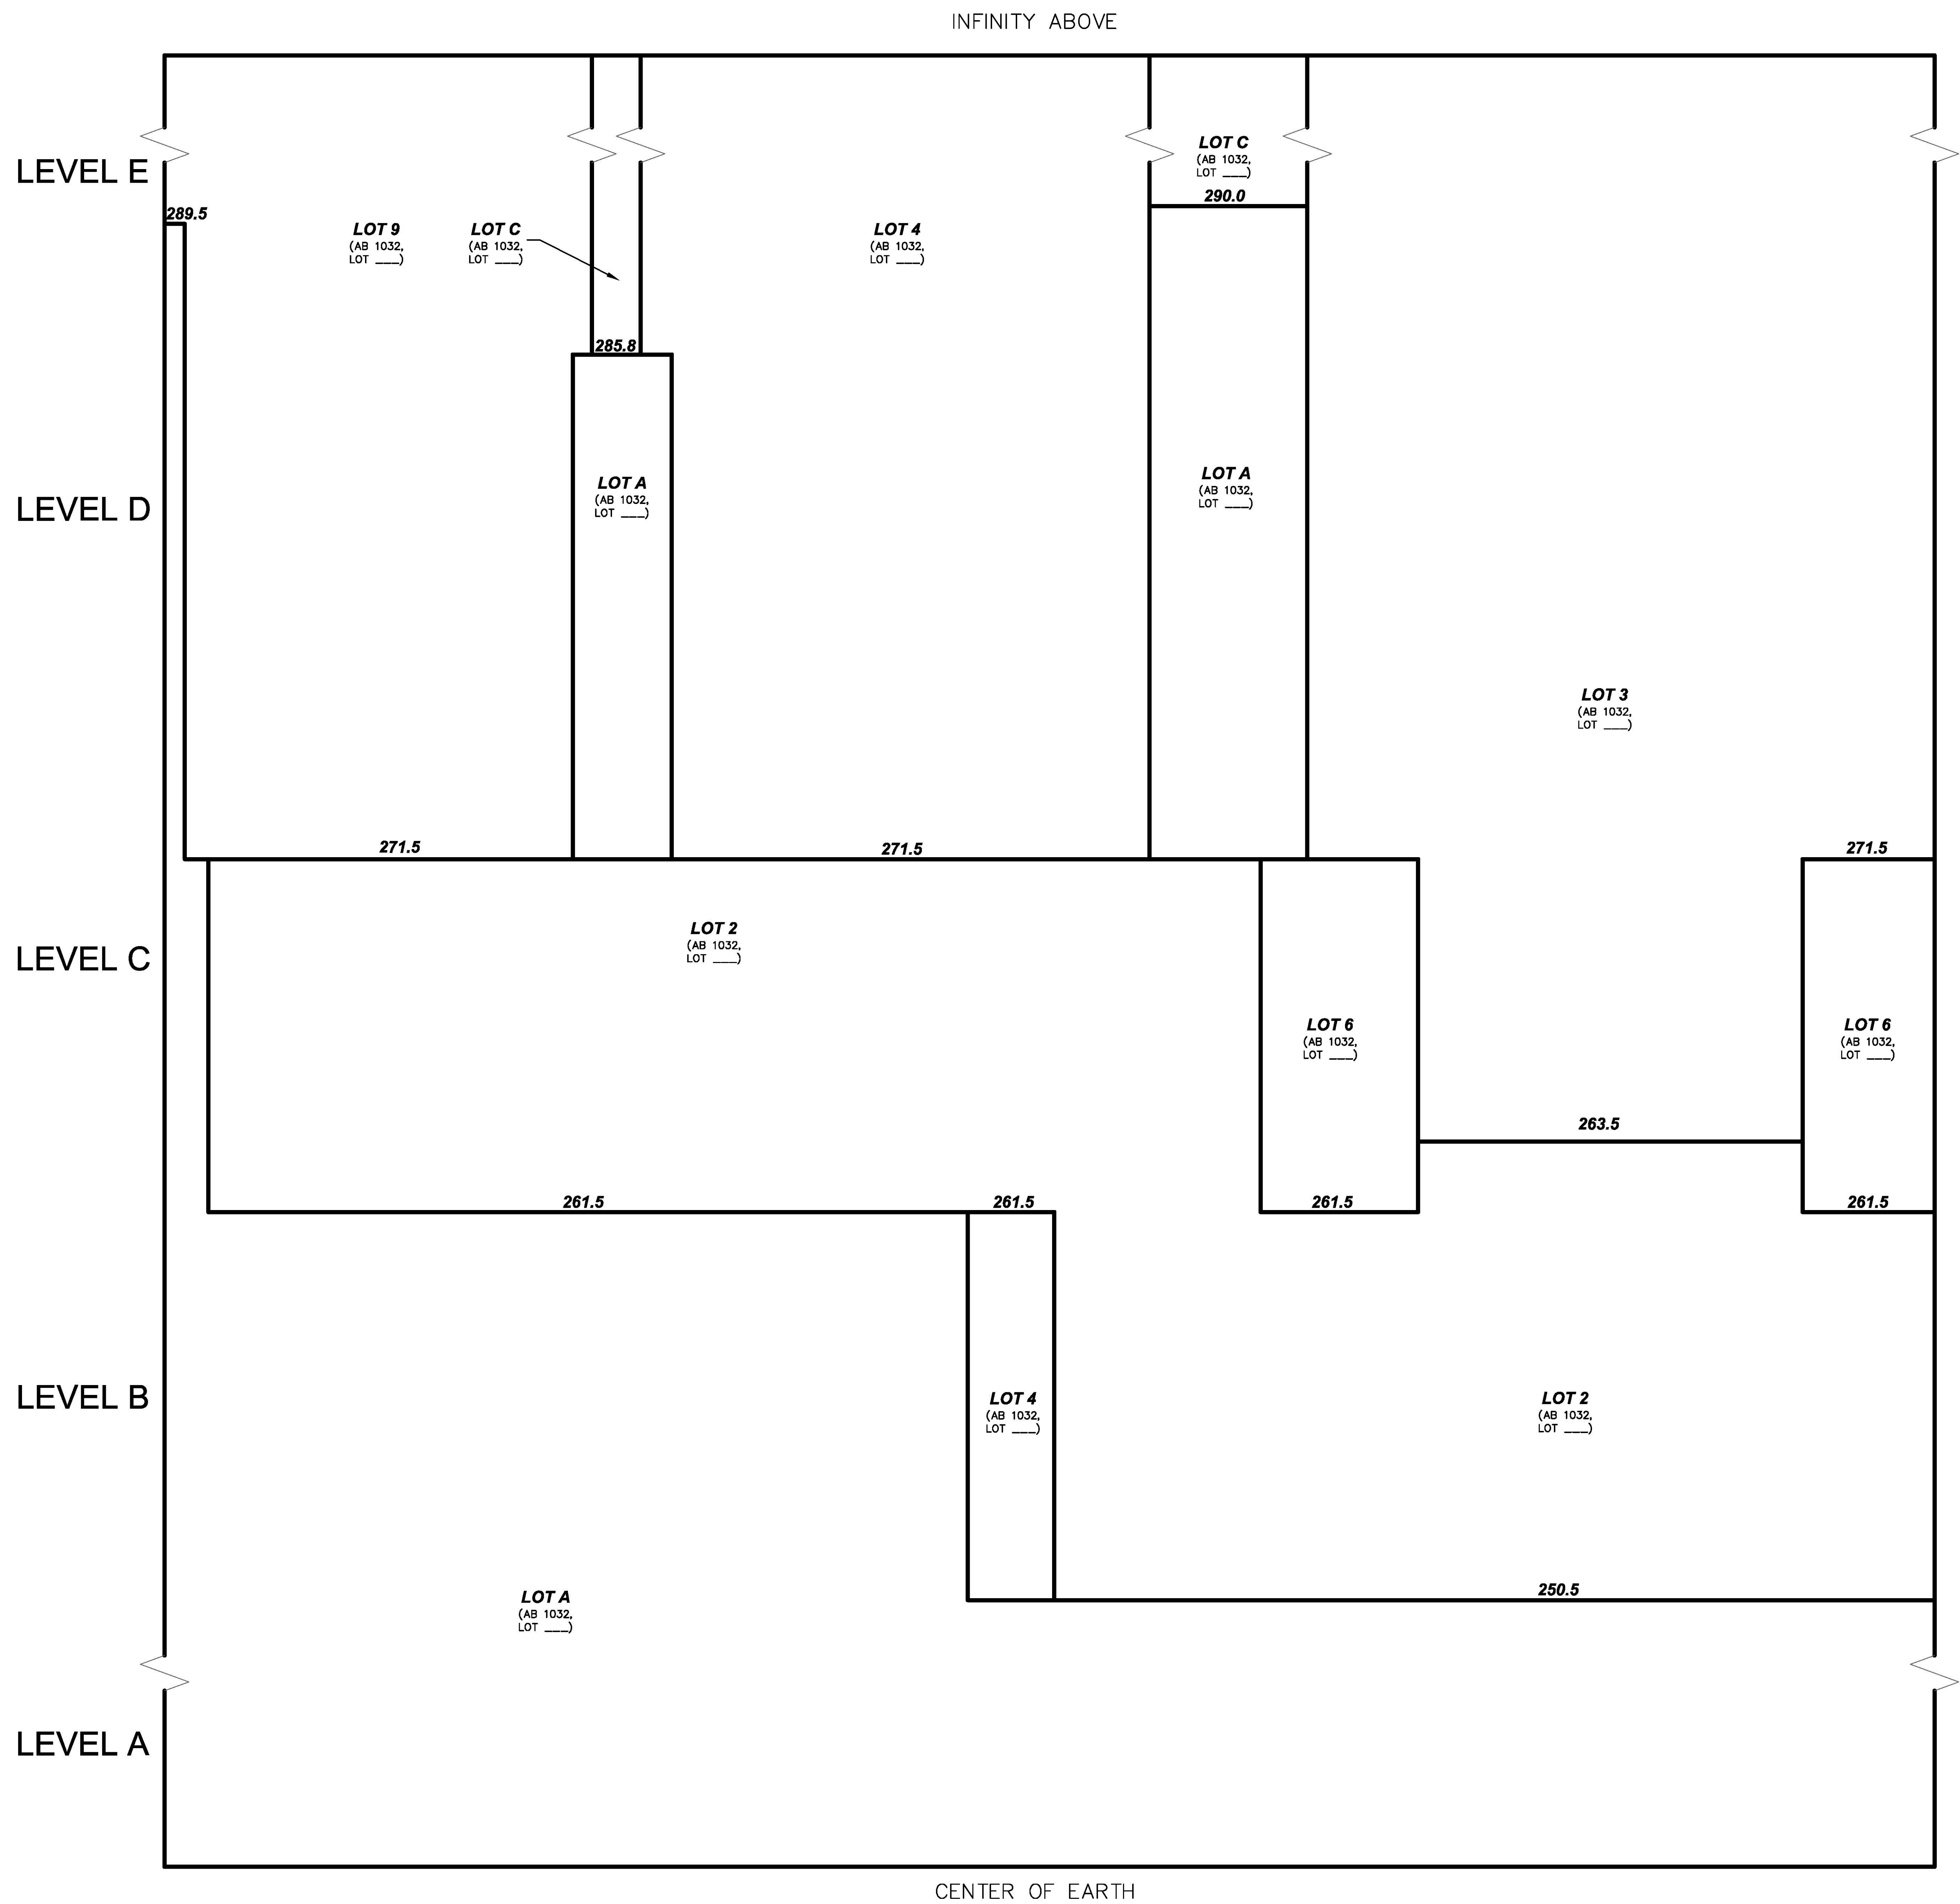 INFINITY ABOVE
LOT C
(AB 1032,
LOT ___)
LEVEL E
290.0
289.5
LOT 9
(AB 1032,
LOT ___)
LOT C
(AB 1032,
LOT ___)
LOT 4
(AB 1032,
LOT ___)
285.8
LOT A
(AB 1032,
LOT ___)
LOT A
(AB 1032,
LOT ___)
LEVEL D
LOT 3
(AB 1032,
LOT ___)
271.5
271.5
271.5
LOT 2
(AB 1032,
LOT ___)
LEVEL C
LOT 6
(AB 1032,
LOT ___)
LOT 6
(AB 1032,
LOT ___)
263.5
261.5
261.5
261.5
261.5
LEVEL B
LOT 4
(AB 1032,
LOT ___)
LOT 2
(AB 1032,
LOT ___)
250.5
LOT A
(AB 1032,
LOT ___)
LEVEL A
CENTER OF EARTH